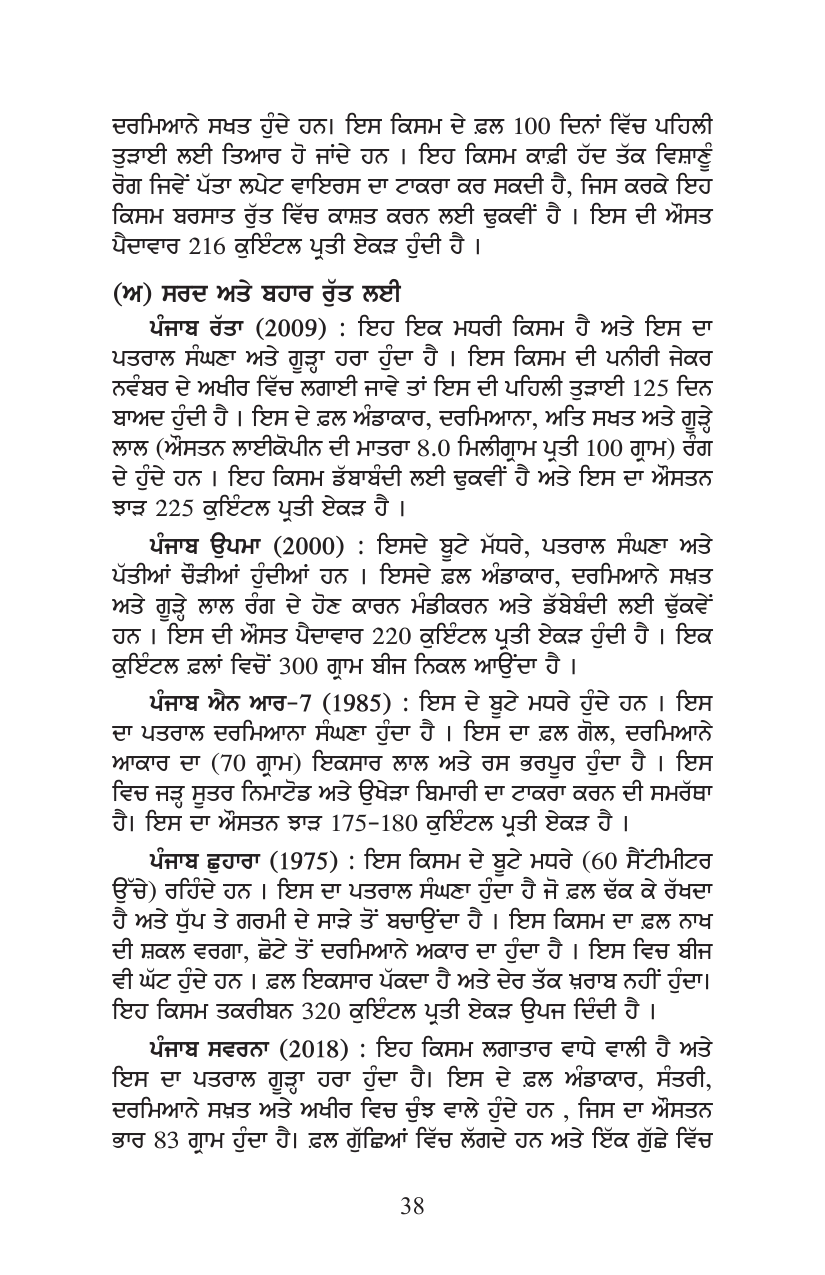 ਦਰਮਿਆਨੇ ਸਖਤ ਹੁੰਦੇ ਹਨ। ਇਸ ਕਿਸਮ ਦੇ ਫ਼ਲ 100 ਦਿਨਾਂ ਵਿੱਚ ਪਹਿਲੀ
ਤੁੜਾਈ ਲਈ ਤਿਆਰ ਹੋ ਜਾਂਦੇ ਹਨ । ਇਹ ਕਿਸਮ ਕਾਫ਼ੀ ਹੱਦ ਤੱਕ ਵਿਸ਼ਾਣੂੰ
ਰੋਗ ਜਿਵੇਂ ਪੱਤਾ ਲਪੇਟ ਵਾਇਰਸ ਦਾ ਟਾਕਰਾ ਕਰ ਸਕਦੀ ਹੈ, ਜਿਸ ਕਰਕੇ ਇਹ
ਕਿਸਮ ਬਰਸਾਤ ਰੁੱਤ ਵਿੱਚ ਕਾਸ਼ਤ ਕਰਨ ਲਈ ਢੁਕਵੀਂ ਹੈ । ਇਸ ਦੀ ਔਸਤ
ਪੈਦਾਵਾਰ 216 ਕੁਇੰਟਲ ਪ੍ਰਤੀ ਏਕੜ ਹੁੰਦੀ ਹੈ ।
(ਅ) ਸਰਦ ਅਤੇ ਬਹਾਰ ਰੁੱਤ ਲਈ
ਪੰਜਾਬ ਰੱਤਾ (2009) : ਇਹ ਇਕ ਮਧਰੀ ਕਿਸਮ ਹੈ ਅਤੇ ਇਸ ਦਾ
ਪਤਰਾਲ ਸੰਘਣਾ ਅਤੇ ਗੂੜ੍ਹਾ ਹਰਾ ਹੁੰਦਾ ਹੈ । ਇਸ ਕਿਸਮ ਦੀ ਪਨੀਰੀ ਜੇਕਰ
ਨਵੰਬਰ ਦੇ ਅਖੀਰ ਵਿੱਚ ਲਗਾਈ ਜਾਵੇ ਤਾਂ ਇਸ ਦੀ ਪਹਿਲੀ ਤੁੜਾਈ 125 ਦਿਨ
ਬਾਅਦ ਹੁੰਦੀ ਹੈ । ਇਸ ਦੇ ਫ਼ਲ ਅੰਡਾਕਾਰ, ਦਰਮਿਆਨਾ, ਅਤਿ ਸਖਤ ਅਤੇ ਗੂੜ੍ਹੇ
ਲਾਲ (ਔਸਤਨ ਲਾਈਕੋਪੀਨ ਦੀ ਮਾਤਰਾ 8.0 ਮਿਲੀਗ੍ਰਾਮ ਪ੍ਰਤੀ 100 ਗ੍ਰਾਮ) ਰੰਗ
ਦੇ ਹੁੰਦੇ ਹਨ । ਇਹ ਕਿਸਮ ਡੱਬਾਬੰਦੀ ਲਈ ਢੁਕਵੀਂ ਹੈ ਅਤੇ ਇਸ ਦਾ ਔਸਤਨ
ਝਾੜ 225 ਕੁਇੰਟਲ ਪ੍ਰਤੀ ਏਕੜ ਹੈ ।
ਪੰਜਾਬ ਉਪਮਾ (2000) : ਇਸਦੇ ਬੂਟੇ ਮੱਧਰੇ, ਪਤਰਾਲ ਸੰਘਣਾ ਅਤੇ
ਪੱਤੀਆਂ ਚੌੜੀਆਂ ਹੁੰਦੀਆਂ ਹਨ । ਇਸਦੇ ਫ਼ਲ ਅੰਡਾਕਾਰ, ਦਰਮਿਆਨੇ ਸਖ਼ਤ
ਅਤੇ ਗੂੜ੍ਹੇ ਲਾਲ ਰੰਗ ਦੇ ਹੋਣ ਕਾਰਨ ਮੰਡੀਕਰਨ ਅਤੇ ਡੱਬੇਬੰਦੀ ਲਈ ਢੁੱਕਵੇਂ
ਹਨ । ਇਸ ਦੀ ਔਸਤ ਪੈਦਾਵਾਰ 220 ਕੁਇੰਟਲ ਪ੍ਰਤੀ ਏਕੜ ਹੁੰਦੀ ਹੈ । ਇਕ
ਕੁਇੰਟਲ ਫ਼ਲਾਂ ਵਿਚੋਂ 300 ਗ੍ਰਾਮ ਬੀਜ ਨਿਕਲ ਆਉਂਦਾ ਹੈ ।
ਪੰਜਾਬ ਐਨ ਆਰ-7 (1985) : ਇਸ ਦੇ ਬੂਟੇ ਮਧਰੇ ਹੁੰਦੇ ਹਨ । ਇਸ
ਦਾ ਪਤਰਾਲ ਦਰਮਿਆਨਾ ਸੰਘਣਾ ਹੁੰਦਾ ਹੈ । ਇਸ ਦਾ ਫ਼ਲ ਗੋਲ, ਦਰਮਿਆਨੇ
ਆਕਾਰ ਦਾ (70 ਗ੍ਰਾਮ) ਇਕਸਾਰ ਲਾਲ ਅਤੇ ਰਸ ਭਰਪੂਰ ਹੁੰਦਾ ਹੈ । ਇਸ
ਵਿਚ ਜੜ੍ਹ ਸੂਤਰ ਨਿਮਾਟੋਡ ਅਤੇ ਉਖੇੜਾ ਬਿਮਾਰੀ ਦਾ ਟਾਕਰਾ ਕਰਨ ਦੀ ਸਮਰੱਥਾ
ਹੈ। ਇਸ ਦਾ ਔਸਤਨ ਝਾੜ 175-180 ਕੁਇੰਟਲ ਪ੍ਰਤੀ ਏਕੜ ਹੈ ।
ਪੰਜਾਬ ਛੁਹਾਰਾ (1975) : ਇਸ ਕਿਸਮ ਦੇ ਬੂਟੇ ਮਧਰੇ (60 ਸੈਂਟੀਮੀਟਰ
ਉੱਚੇ) ਰਹਿੰਦੇ ਹਨ । ਇਸ ਦਾ ਪਤਰਾਲ ਸੰਘਣਾ ਹੁੰਦਾ ਹੈ ਜੋ ਫ਼ਲ ਢੱਕ ਕੇ ਰੱਖਦਾ
ਹੈ ਅਤੇ ਧੁੱਪ ਤੇ ਗਰਮੀ ਦੇ ਸਾੜੇ ਤੋਂ ਬਚਾਉਂਦਾ ਹੈ । ਇਸ ਕਿਸਮ ਦਾ ਫ਼ਲ ਨਾਖ
ਦੀ ਸ਼ਕਲ ਵਰਗਾ, ਛੋਟੇ ਤੋਂ ਦਰਮਿਆਨੇ ਅਕਾਰ ਦਾ ਹੁੰਦਾ ਹੈ । ਇਸ ਵਿਚ ਬੀਜ
ਵੀ ਘੱਟ ਹੁੰਦੇ ਹਨ । ਫ਼ਲ ਇਕਸਾਰ ਪੱਕਦਾ ਹੈ ਅਤੇ ਦੇਰ ਤੱਕ ਖ਼ਰਾਬ ਨਹੀਂ ਹੁੰਦਾ।
ਇਹ ਕਿਸਮ ਤਕਰੀਬਨ 320 ਕੁਇੰਟਲ ਪ੍ਰਤੀ ਏਕੜ ਉਪਜ ਦਿੰਦੀ ਹੈ ।
ਪੰਜਾਬ ਸਵਰਨਾ (2018) : ਇਹ ਕਿਸਮ ਲਗਾਤਾਰ ਵਾਧੇ ਵਾਲੀ ਹੈ ਅਤੇ
ਇਸ ਦਾ ਪਤਰਾਲ ਗੂੜ੍ਹਾ ਹਰਾ ਹੁੰਦਾ ਹੈ। ਇਸ ਦੇ ਫ਼ਲ ਅੰਡਾਕਾਰ, ਸੰਤਰੀ,
ਦਰਮਿਆਨੇ ਸਖ਼ਤ ਅਤੇ ਅਖੀਰ ਵਿਚ ਚੁੰਝ ਵਾਲੇ ਹੁੰਦੇ ਹਨ , ਜਿਸ ਦਾ ਔਸਤਨ
ਭਾਰ 83 ਗ੍ਰਾਮ ਹੁੰਦਾ ਹੈ। ਫ਼ਲ ਗੁੱਛਿਆਂ ਵਿੱਚ ਲੱਗਦੇ ਹਨ ਅਤੇ ਇੱਕ ਗੁੱਛੇ ਵਿੱਚ
38